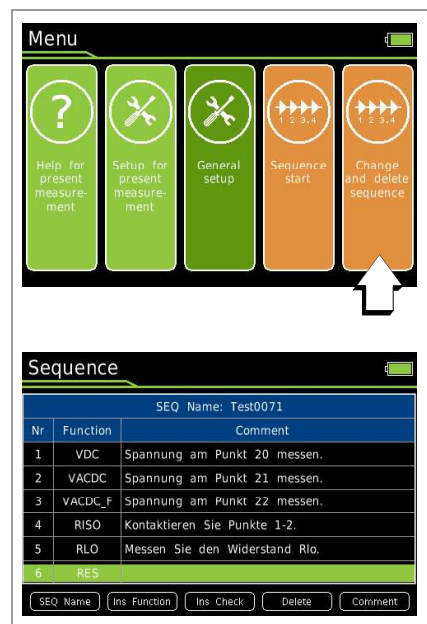 Menu
?
1 2 3.4
1 2 3.4
Help for
present
measure-
ment
Setup for
present
measure-
ment
General
setup
Sequence
start
Change
and delete
sequence
Sequence
SEQ Name: Test0071
Nr Function Comment
1 VDC Spannung am Punkt 20 messen.
2 VACDC Spannung am Punkt 21 messen.
3 VACDC_F Spannung am Punkt 22 messen.
4 RISO Kontaktieren Sie Punkte 1-2.
5 RLO Messen Sie den Widerstand Rlo.
6 RES
SEQ Name Ins Function Ins Check Delete Comment